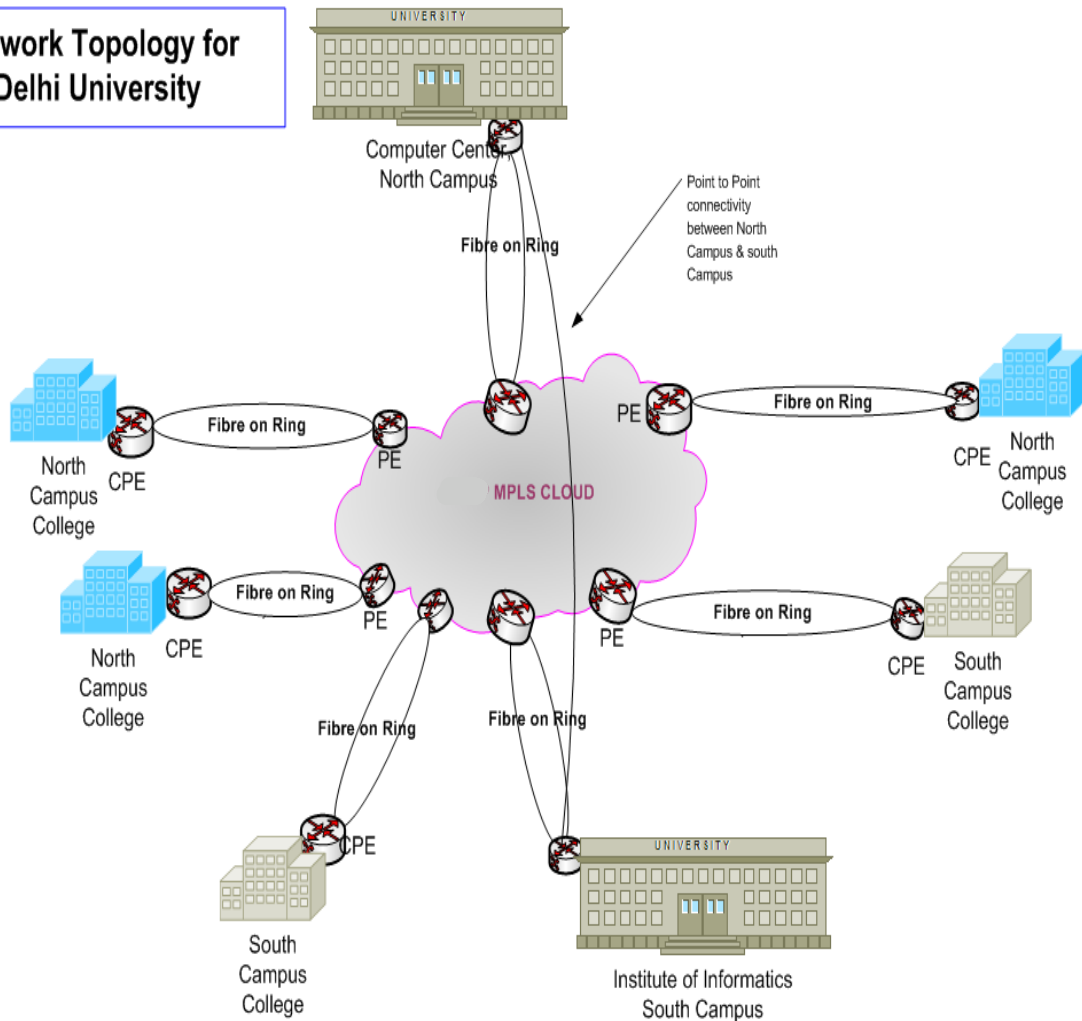 work Topology for
Delhi University
UNIVERSITY
Computer Center,
North Campus
Point to Point
connectivity
between North
Campus & south
Campus
Fibre on Ring
Fibre on Ring
PE
CPE
North
Campus
College
PE
Fibre on Ring
CPE
North
Campus
College
MPLS CLOUD
Fibre on Ring
PE
CPE
North
Campus
College
PE
Fibre on Ring
CPE
South
Campus
College
Fibre on Ring
CPE
South
Campus
College
Fibre on Ring
UNIVERSITY
Institute of Informatics
South Campus